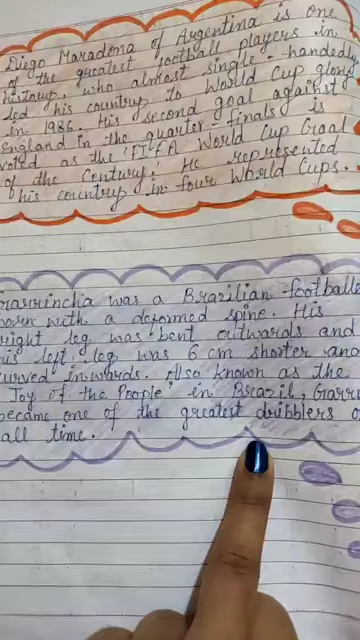 Diego Maradona of Argentina is one
of the greatest football players in
history, who almost single-handedly
led his country to World Cup glory
in 1986. His second goal against
England in the quarter-finals is
voted as the 'FIFA World Cup Goal
of the Century.' He represented
his country in four World Cups.
Garrincha was a Brazilian footballe
born with a deformed spine. His
right leg was bent outwards and
his left leg was 6 cm shorter and
curved inwards. Also known as the
'Joy of the People' in Brazil, Garri
became one of the greatest dribblers o
all time.